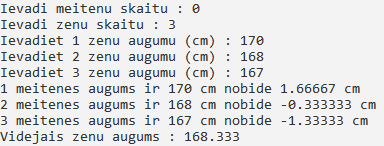 Ievadi meitenu skaitu : 0
Ievadi zenu skaitu : 3
Ievadiet 1 zenu augumu (cm) : 170
Ievadiet 2 zenu augumu (cm) : 168
Ievadiet 3 zenu augumu (cm) : 167
1 meitenes augums ir 170 cm nobide 1.66667 cm
2 meitenes augums ir 168 cm nobide -0.333333 cm
3 meitenes augums ir 167 cm nobide -1.33333 cm
Videjais zenu augums : 168.333